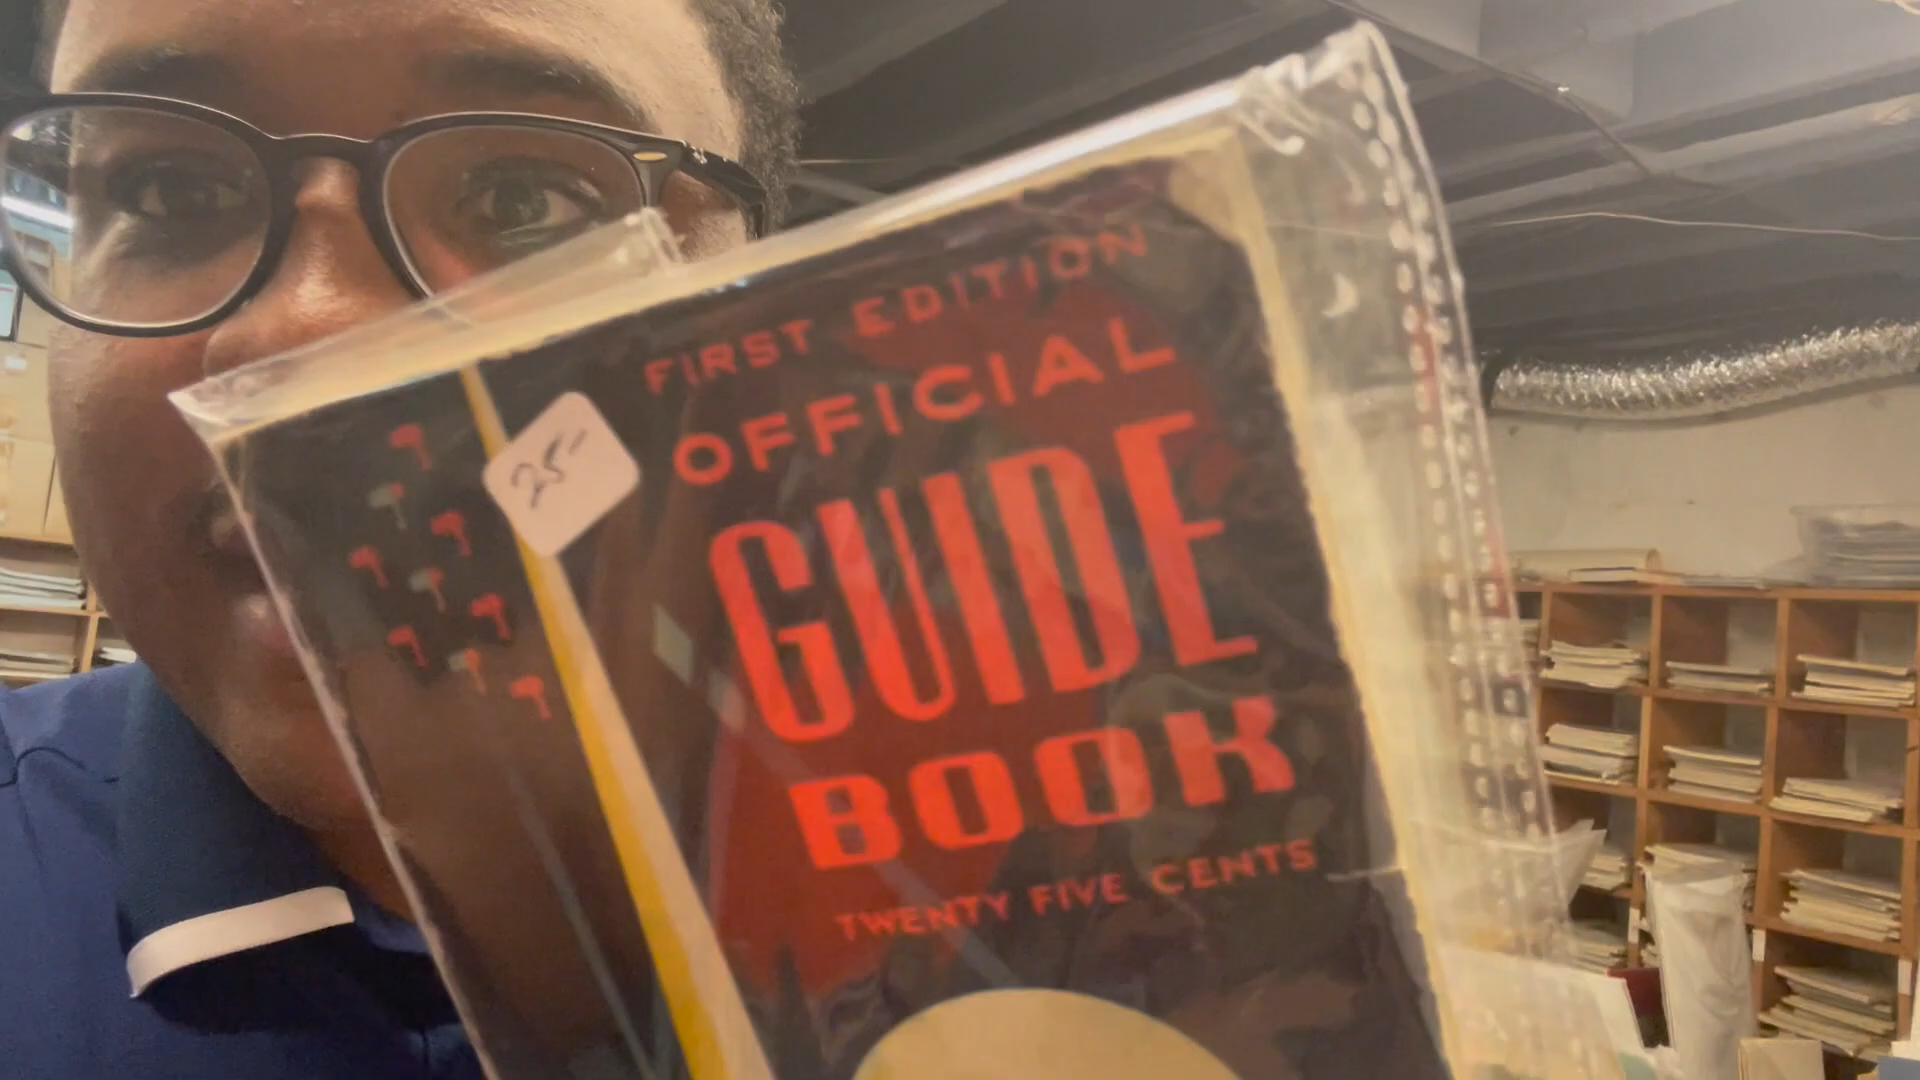 FIRST EDITION
OFFICIAL
GUIDE
BOOK
TWENTY FIVE CENTS
25-